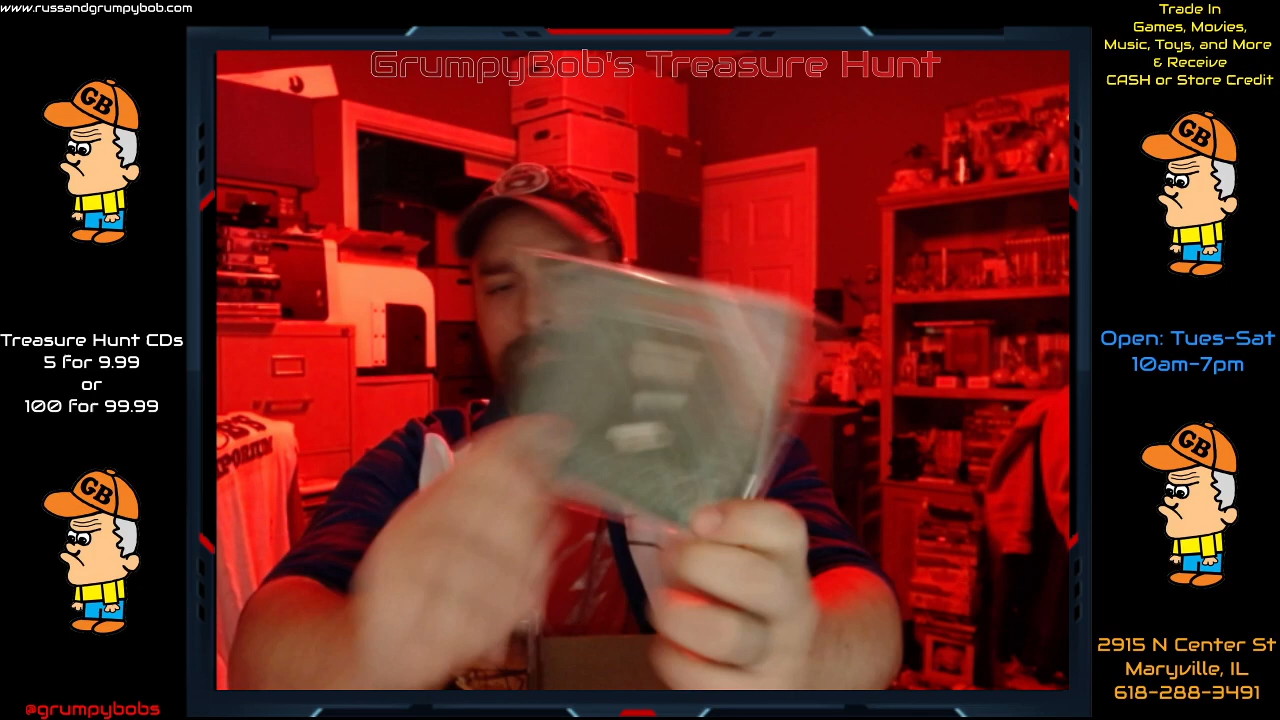 www.russandgrumpybob.com
Trade In
Games, Movies,
Music, Toys, and More
& Receive
CASH or Store Credit
GrumpyBob's Treasure Hunt
GB
GB
Treasure Hunt CDs
5 for 9.99
or
100 for 99.99
Open: Tues-Sat
10am-7pm
GB
GB
2915 N Center St
Maryville, IL
618-288-3491
@grumpybobs